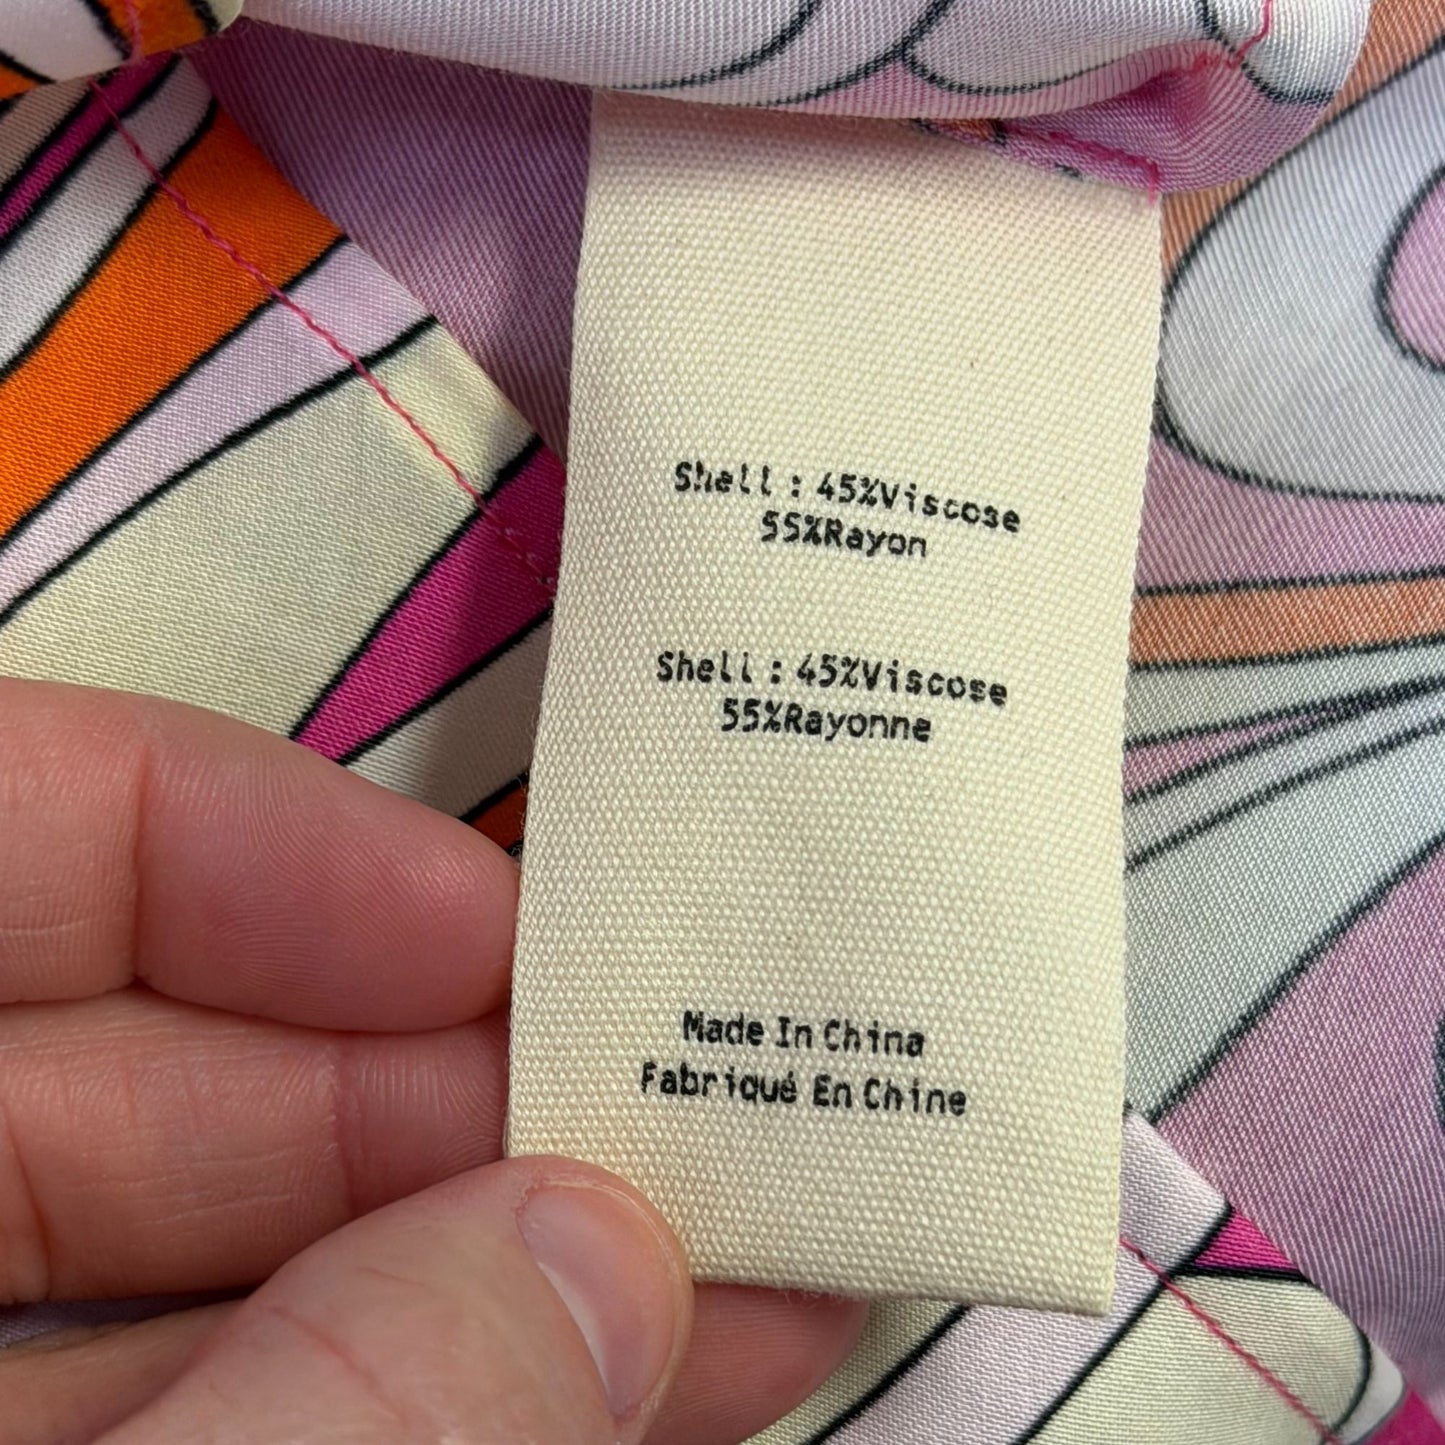 Shell : 45%Viscose
55%Rayon
Shell : 45%Viscose
55%Rayonne
Made In China
Fabriqué En Chine